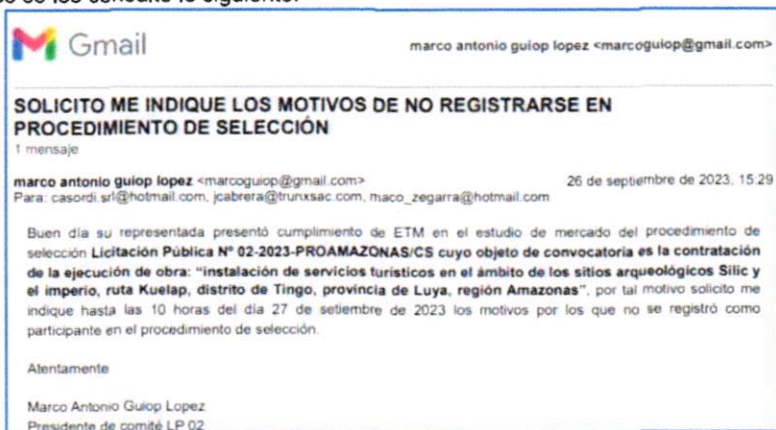 Gmail
marco antonio guiop lopez <marcoguiop@gmail.com>
SOLICITO ME INDIQUE LOS MOTIVOS DE NO REGISTRARSE EN
PROCEDIMIENTO DE SELECCIÓN
1 mensaje
marco antonio guiop lopez <marcoguiop@gmail.com> 26 de septiembre de 2023, 15:29
Para: casordi.srl@hotmail.com, jcabrera@trunxsac.com, maco_zegarra@hotmail.com
Buen día su representada presentó cumplimiento de ETM en el estudio de mercado del procedimiento de
selección Licitación Pública N° 02-2023-PROAMAZONAS/CS cuyo objeto de convocatoria es la contratación
de la ejecución de obra: "instalación de servicios turísticos en el ámbito de los sitios arqueológicos Silic y
el imperio, ruta Kuelap, distrito de Tingo, provincia de Luya, región Amazonas", por tal motivo solicito me
indique hasta las 10 horas del día 27 de setiembre de 2023 los motivos por los que no se registró como
participante en el procedimiento de selección.
Atentamente
Marco Antonio Guiop Lopez
Presidente de comité LP 02